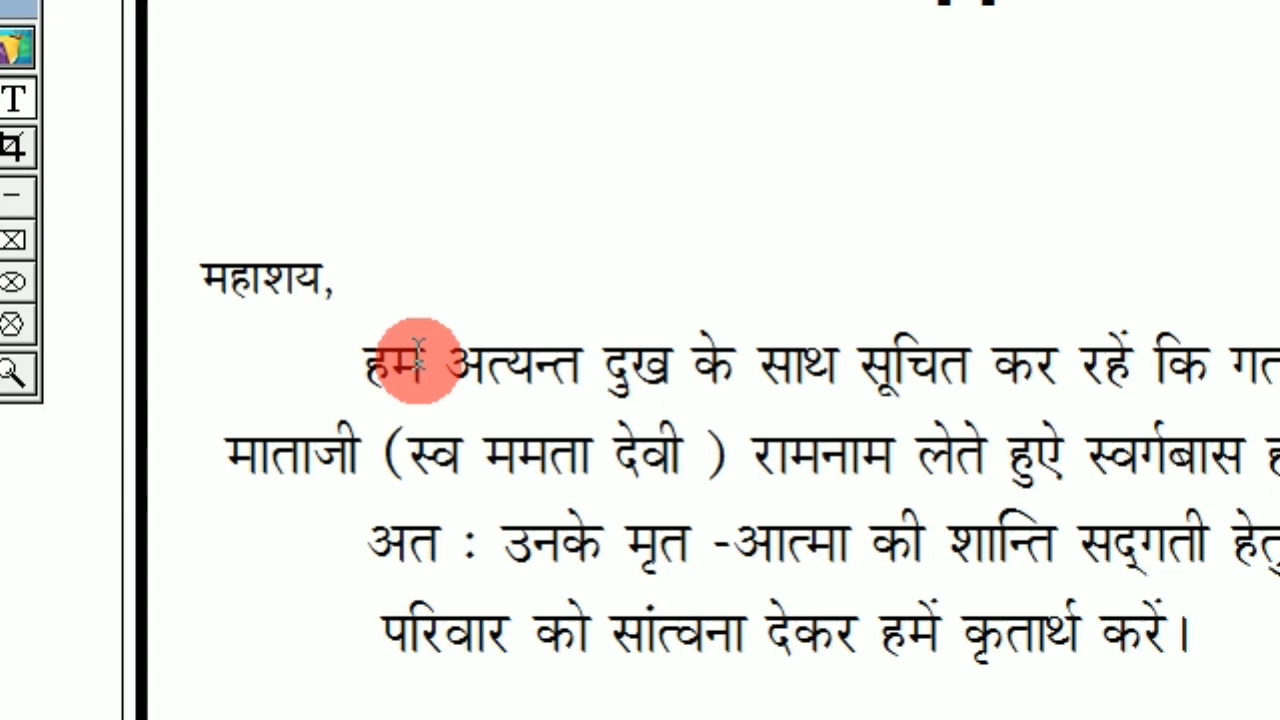 महाशय,
हमें अत्यन्त दुख के साथ सूचित कर रहें कि गत
माताजी (स्व ममता देवी ) रामनाम लेते हुऐ स्वर्गबास
अत : उनके मृत -आत्मा की शान्ति सद्गती हेतु
परिवार को सांत्वना देकर हमें कृतार्थ करें।